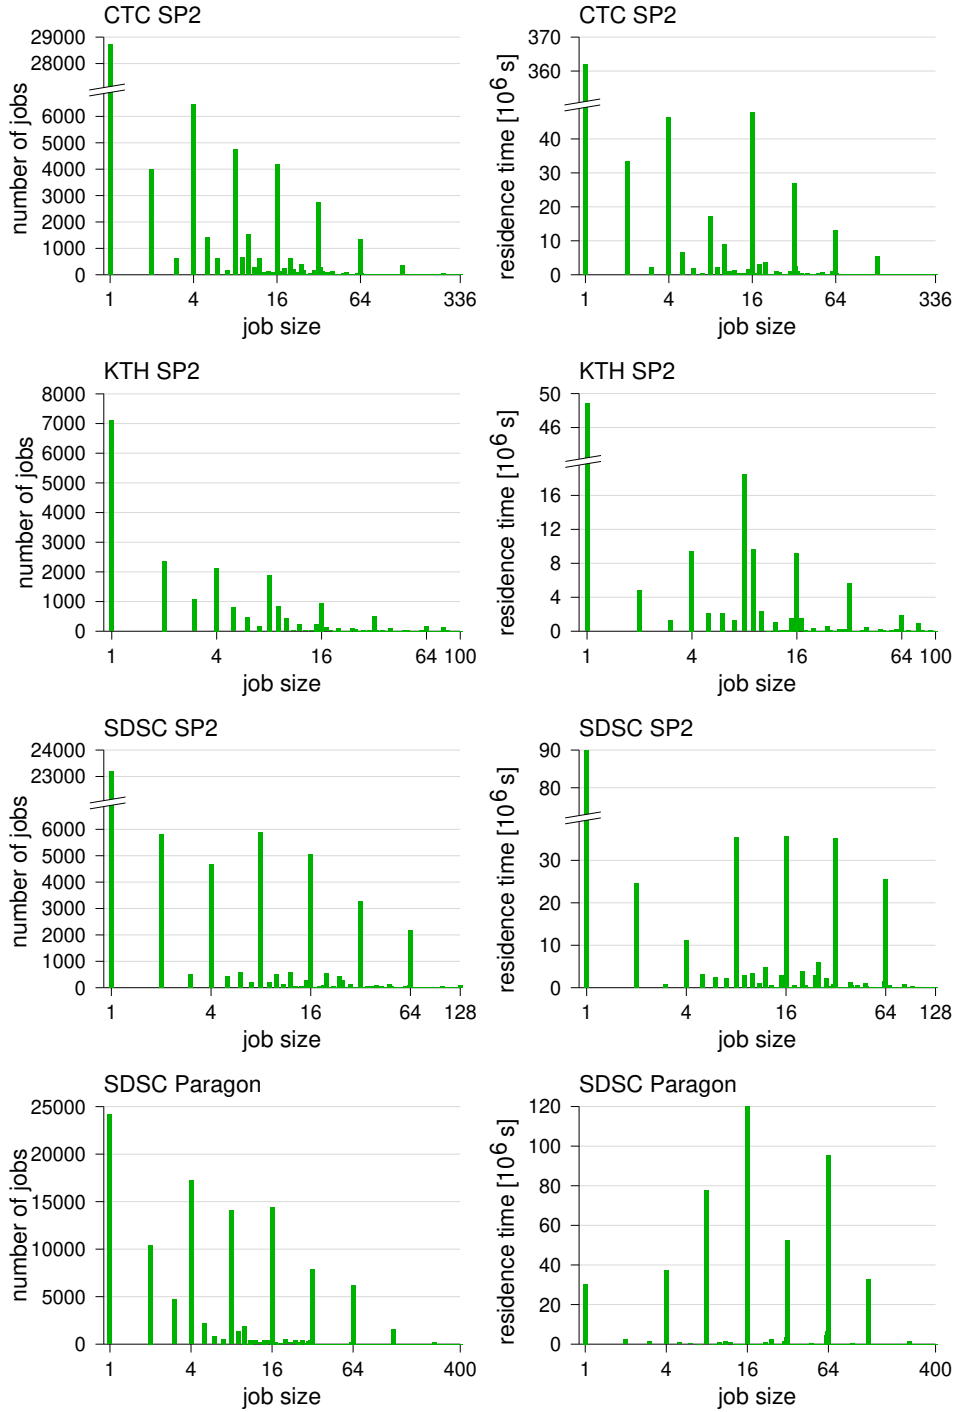 CTC SP2
number of jobs
29000
28000
6000
5000
4000
3000
2000
1000
0
1 4 16 64 336
job size
CTC SP2
residence time [10^6 s]
370
360
40
30
20
10
0
1 4 16 64 336
job size
KTH SP2
number of jobs
8000
7000
6000
5000
4000
3000
2000
1000
0
1 4 16 64 100
job size
KTH SP2
residence time [10^6 s]
50
46
16
12
8
4
0
1 4 16 64 100
job size
SDSC SP2
number of jobs
24000
23000
6000
5000
4000
3000
2000
1000
0
1 4 16 64 128
job size
SDSC SP2
residence time [10^6 s]
90
80
30
20
10
0
1 4 16 64 128
job size
SDSC Paragon
number of jobs
25000
20000
15000
10000
5000
0
1 4 16 64 400
job size
SDSC Paragon
residence time [10^6 s]
120
100
80
60
40
20
0
1 4 16 64 400
job size